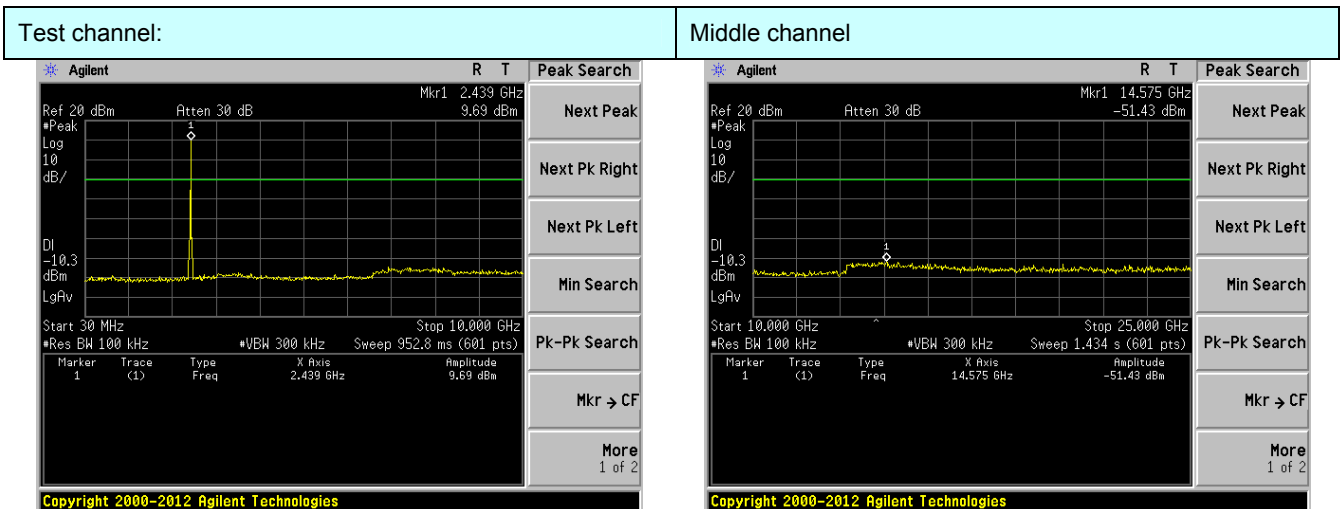 Test channel: Middle channel
Agilent R T Peak Search
Mkr1 2.439 GHz
Ref 20 dBm Atten 30 dB 9.69 dBm
#Peak
1
Log
10
dB/
DI
-10.3
dBm
LgAv
Start 30 MHz Stop 10.000 GHz
#Res BW 100 kHz #VBW 300 kHz Sweep 952.8 ms (601 pts)
Marker Trace Type X Axis Amplitude
1 (1) Freq 2.439 GHz 9.69 dBm
Next Peak
Next Pk Right
Next Pk Left
Min Search
Pk-Pk Search
Mkr → CF
More
1 of 2
Copyright 2000-2012 Agilent Technologies
Agilent R T Peak Search
Mkr1 14.575 GHz
Ref 20 dBm Atten 30 dB -51.43 dBm
#Peak
Log
10
dB/
1
DI
-10.3
dBm
LgAv
Start 10.000 GHz Stop 25.000 GHz
#Res BW 100 kHz #VBW 300 kHz Sweep 1.434 s (601 pts)
Marker Trace Type X Axis Amplitude
1 (1) Freq 14.575 GHz -51.43 dBm
Next Peak
Next Pk Right
Next Pk Left
Min Search
Pk-Pk Search
Mkr → CF
More
1 of 2
Copyright 2000-2012 Agilent Technologies